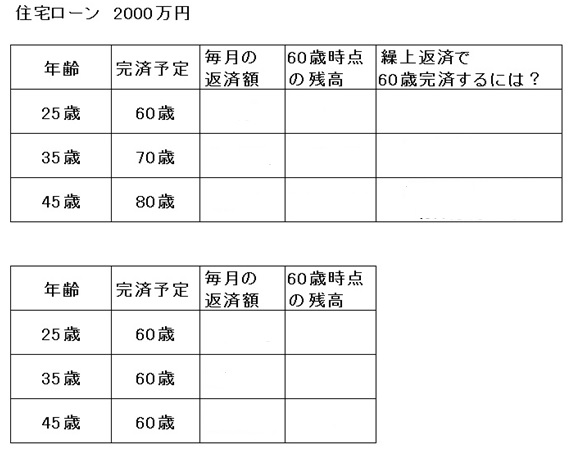 住宅ローン 2000万円
年齢 完済予定 毎月の返済額 60歳時点の残高 繰上返済で60歳完済するには？
25歳 60歳
35歳 70歳
45歳 80歳
年齢 完済予定 毎月の返済額 60歳時点の残高
25歳 60歳
35歳 60歳
45歳 60歳